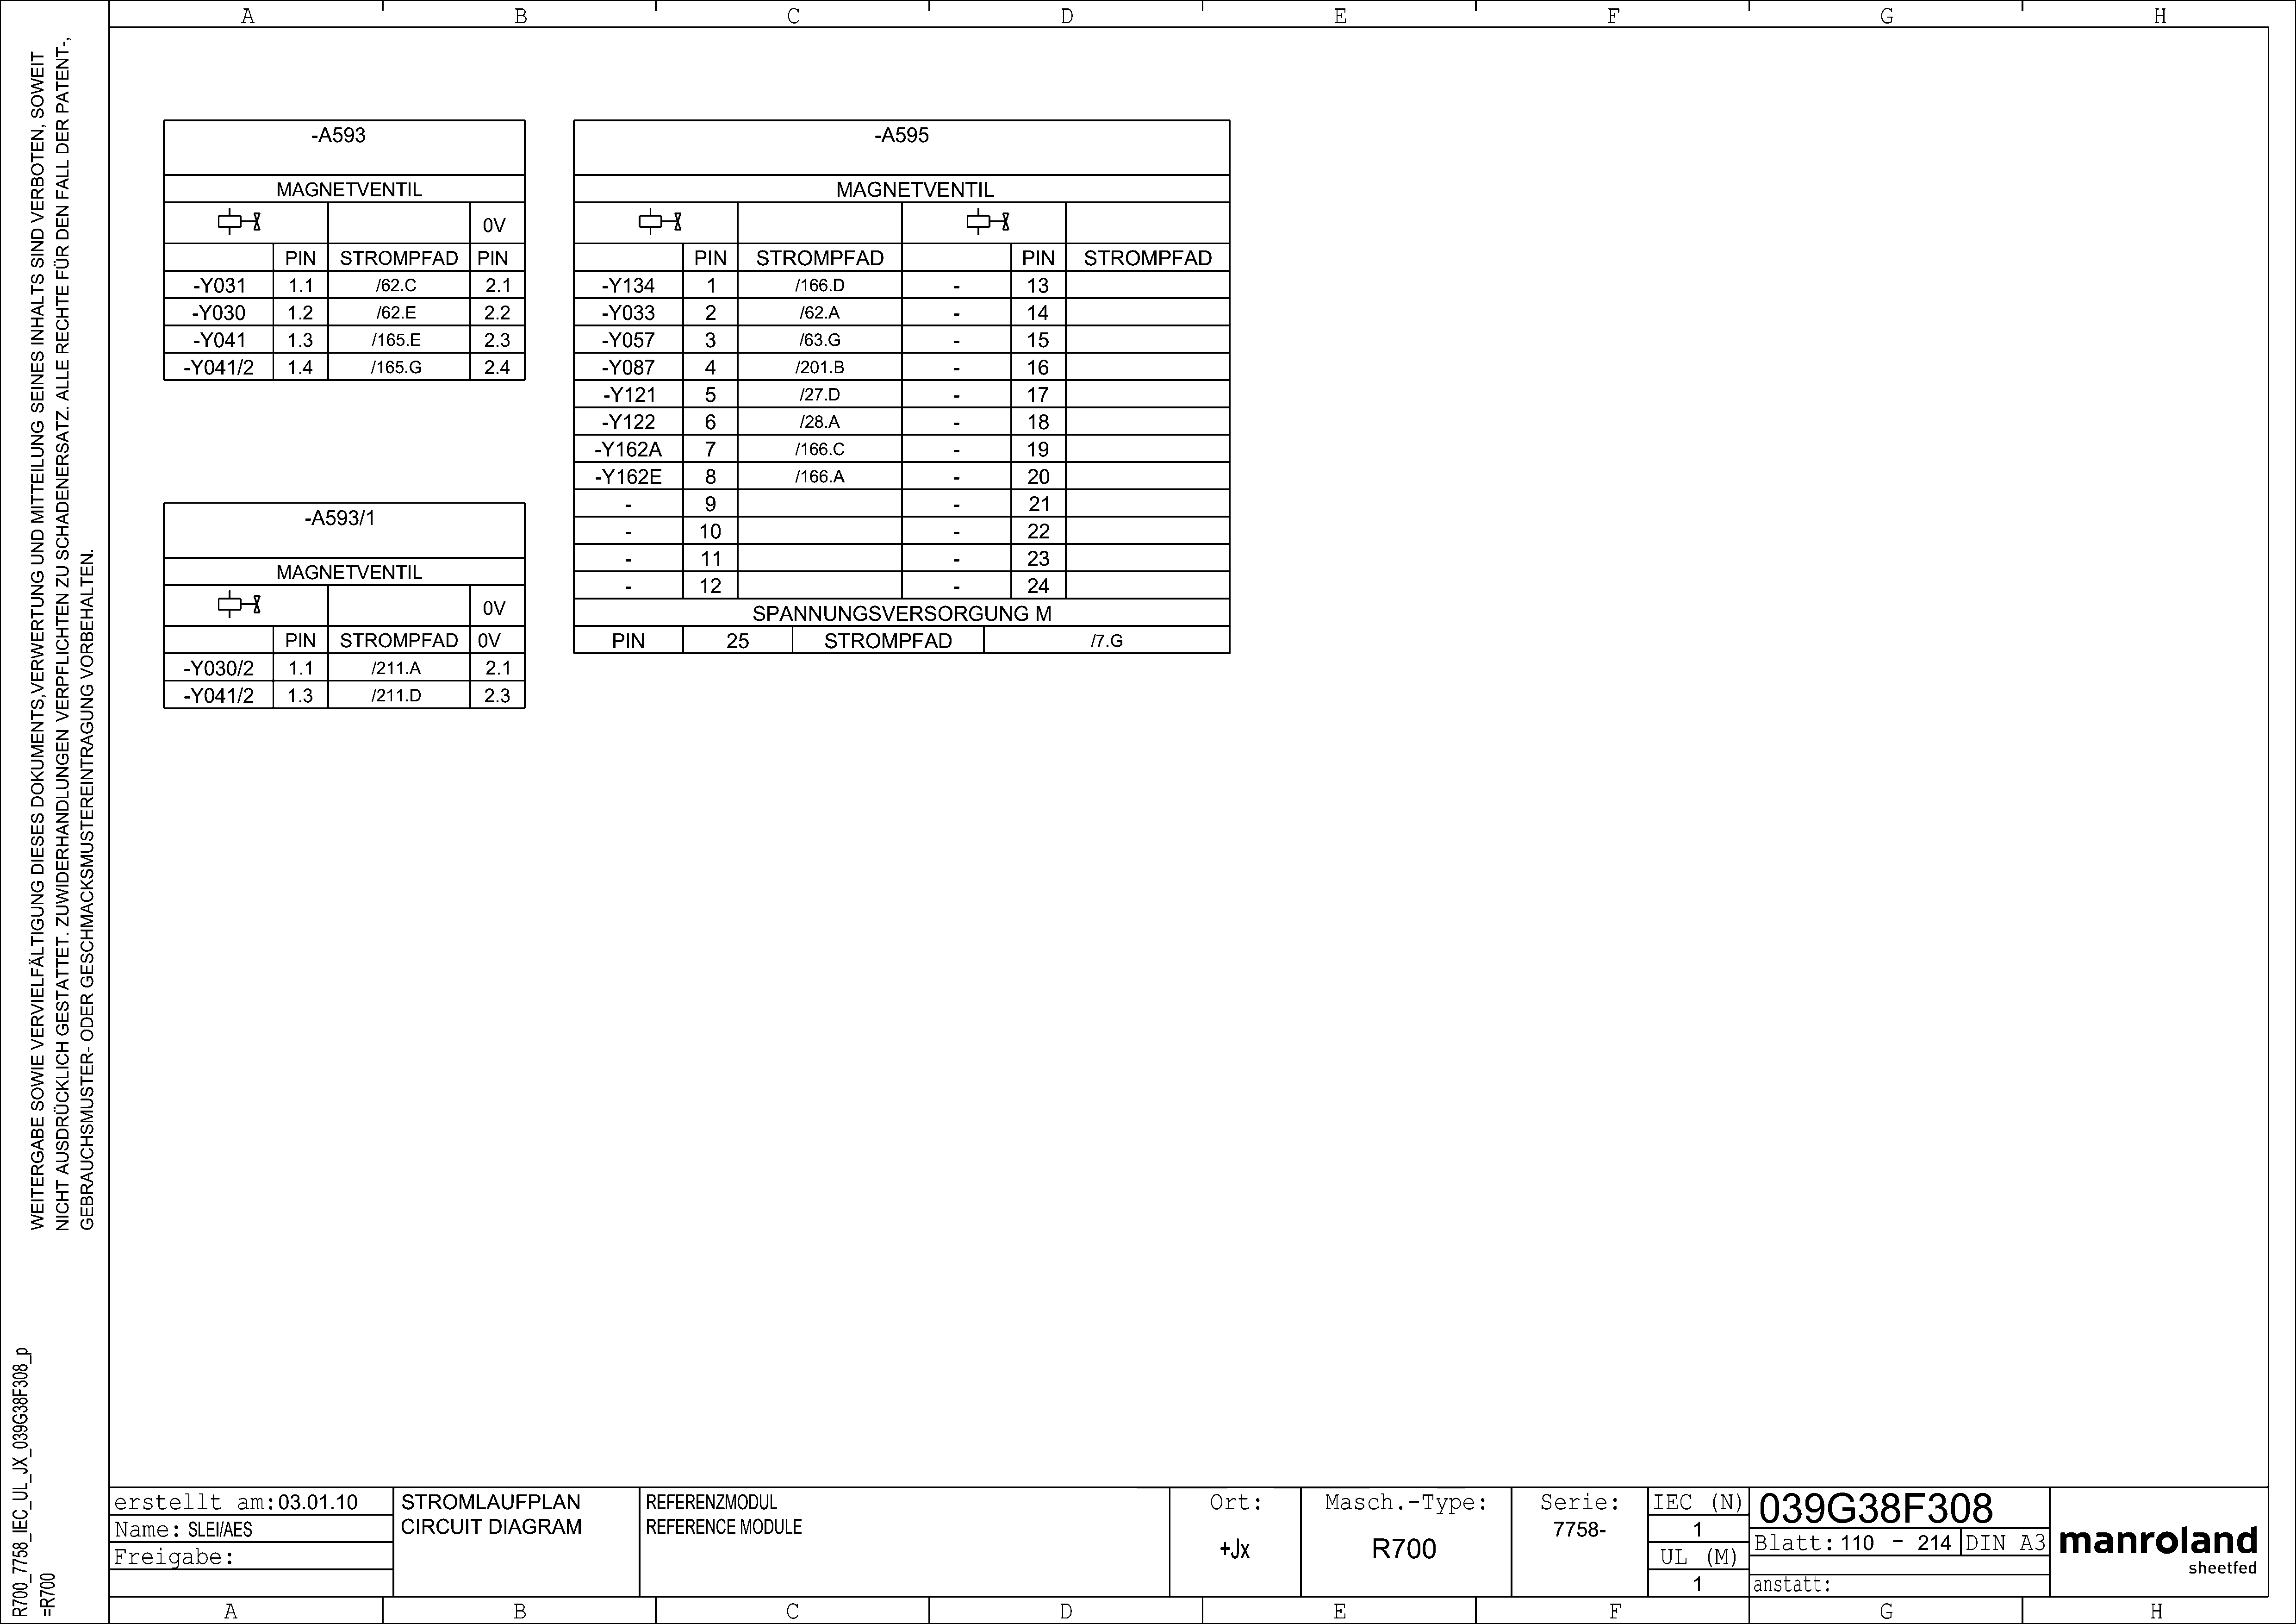 A B C D E F G H
WEITERGABE SOWIE VERVIELFÄLTIGUNG DIESES DOKUMENTS,VERWERTUNG UND MITTEILUNG SEINES INHALTS SIND VERBOTEN, SOWEIT
NICHT AUSDRÜCKLICH GESTATTET. ZUWIDERHANDLUNGEN VERPFLICHTEN ZU SCHADENERSATZ. ALLE RECHTE FÜR DEN FALL DER PATENT-,
GEBRAUCHSMUSTER- ODER GESCHMACKSMUSTEREINTRAGUNG VORBEHALTEN.
-A593
MAGNETVENTIL
0V
PIN STROMPFAD PIN
-Y031 1.1 /62.C 2.1
-Y030 1.2 /62.E 2.2
-Y041 1.3 /165.E 2.3
-Y041/2 1.4 /165.G 2.4
-A593/1
MAGNETVENTIL
0V
PIN STROMPFAD 0V
-Y030/2 1.1 /211.A 2.1
-Y041/2 1.3 /211.D 2.3
-A595
MAGNETVENTIL
PIN STROMPFAD PIN STROMPFAD
-Y134 1 /166.D - 13
-Y033 2 /62.A - 14
-Y057 3 /63.G - 15
-Y087 4 /201.B - 16
-Y121 5 /27.D - 17
-Y122 6 /28.A - 18
-Y162A 7 /166.C - 19
-Y162E 8 /166.A - 20
- 9 - 21
- 10 - 22
- 11 - 23
- 12 - 24
SPANNUNGSVERSORGUNG M
PIN 25 STROMPFAD /7.G
R700_7758_IEC_UL_JX_039G38F308_p
=R700
erstellt am: 03.01.10
Name: SLEI/AES
Freigabe:
STROMLAUFPLAN
CIRCUIT DIAGRAM
REFERENZMODUL
REFERENCE MODULE
Ort:
+Jx
Masch.-Type:
R700
Serie:
7758-
IEC (N)
1
UL (M)
1
039G38F308
Blatt: 110 - 214 DIN A3
anstatt:
manroland
sheetfed
A B C D E F G H